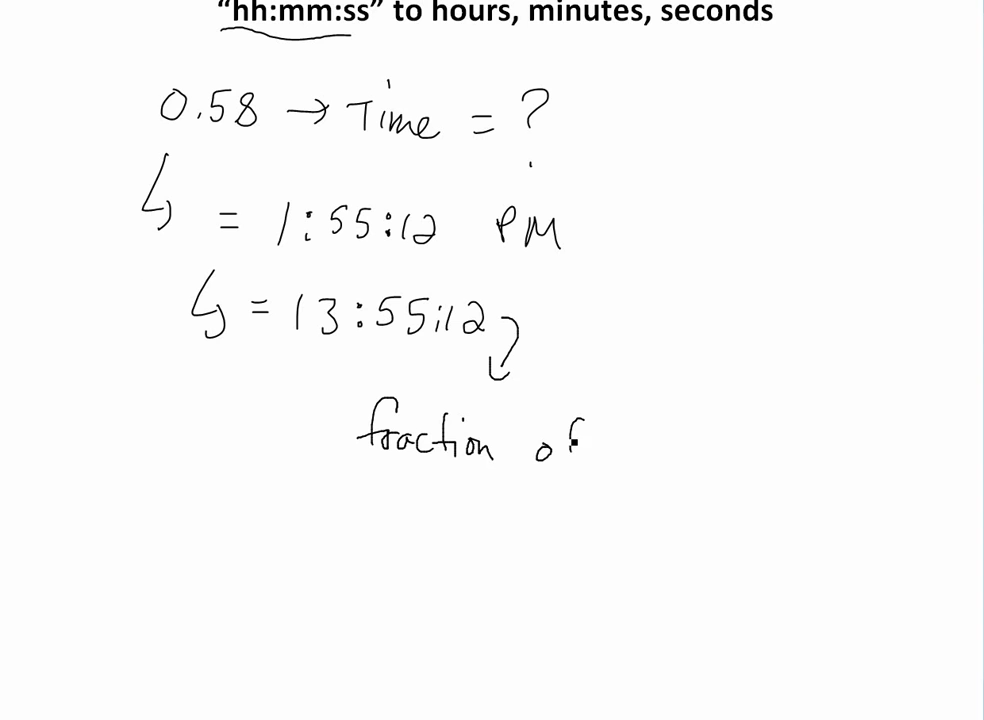 “hh:mm:ss” to hours, minutes, seconds
0.58 → Time = ?
= 1:55:12 PM
= 13:55:12
fraction of